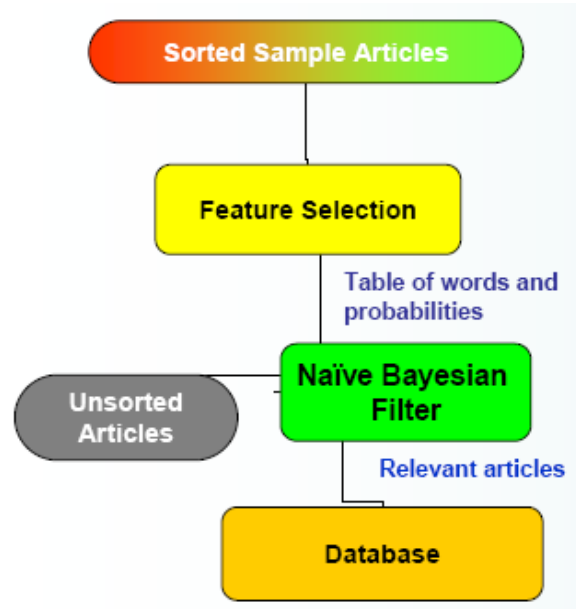 Sorted Sample Articles
Feature Selection
Table of words and
probabilities
Naïve Bayesian
Filter
Unsorted
Articles
Relevant articles
Database